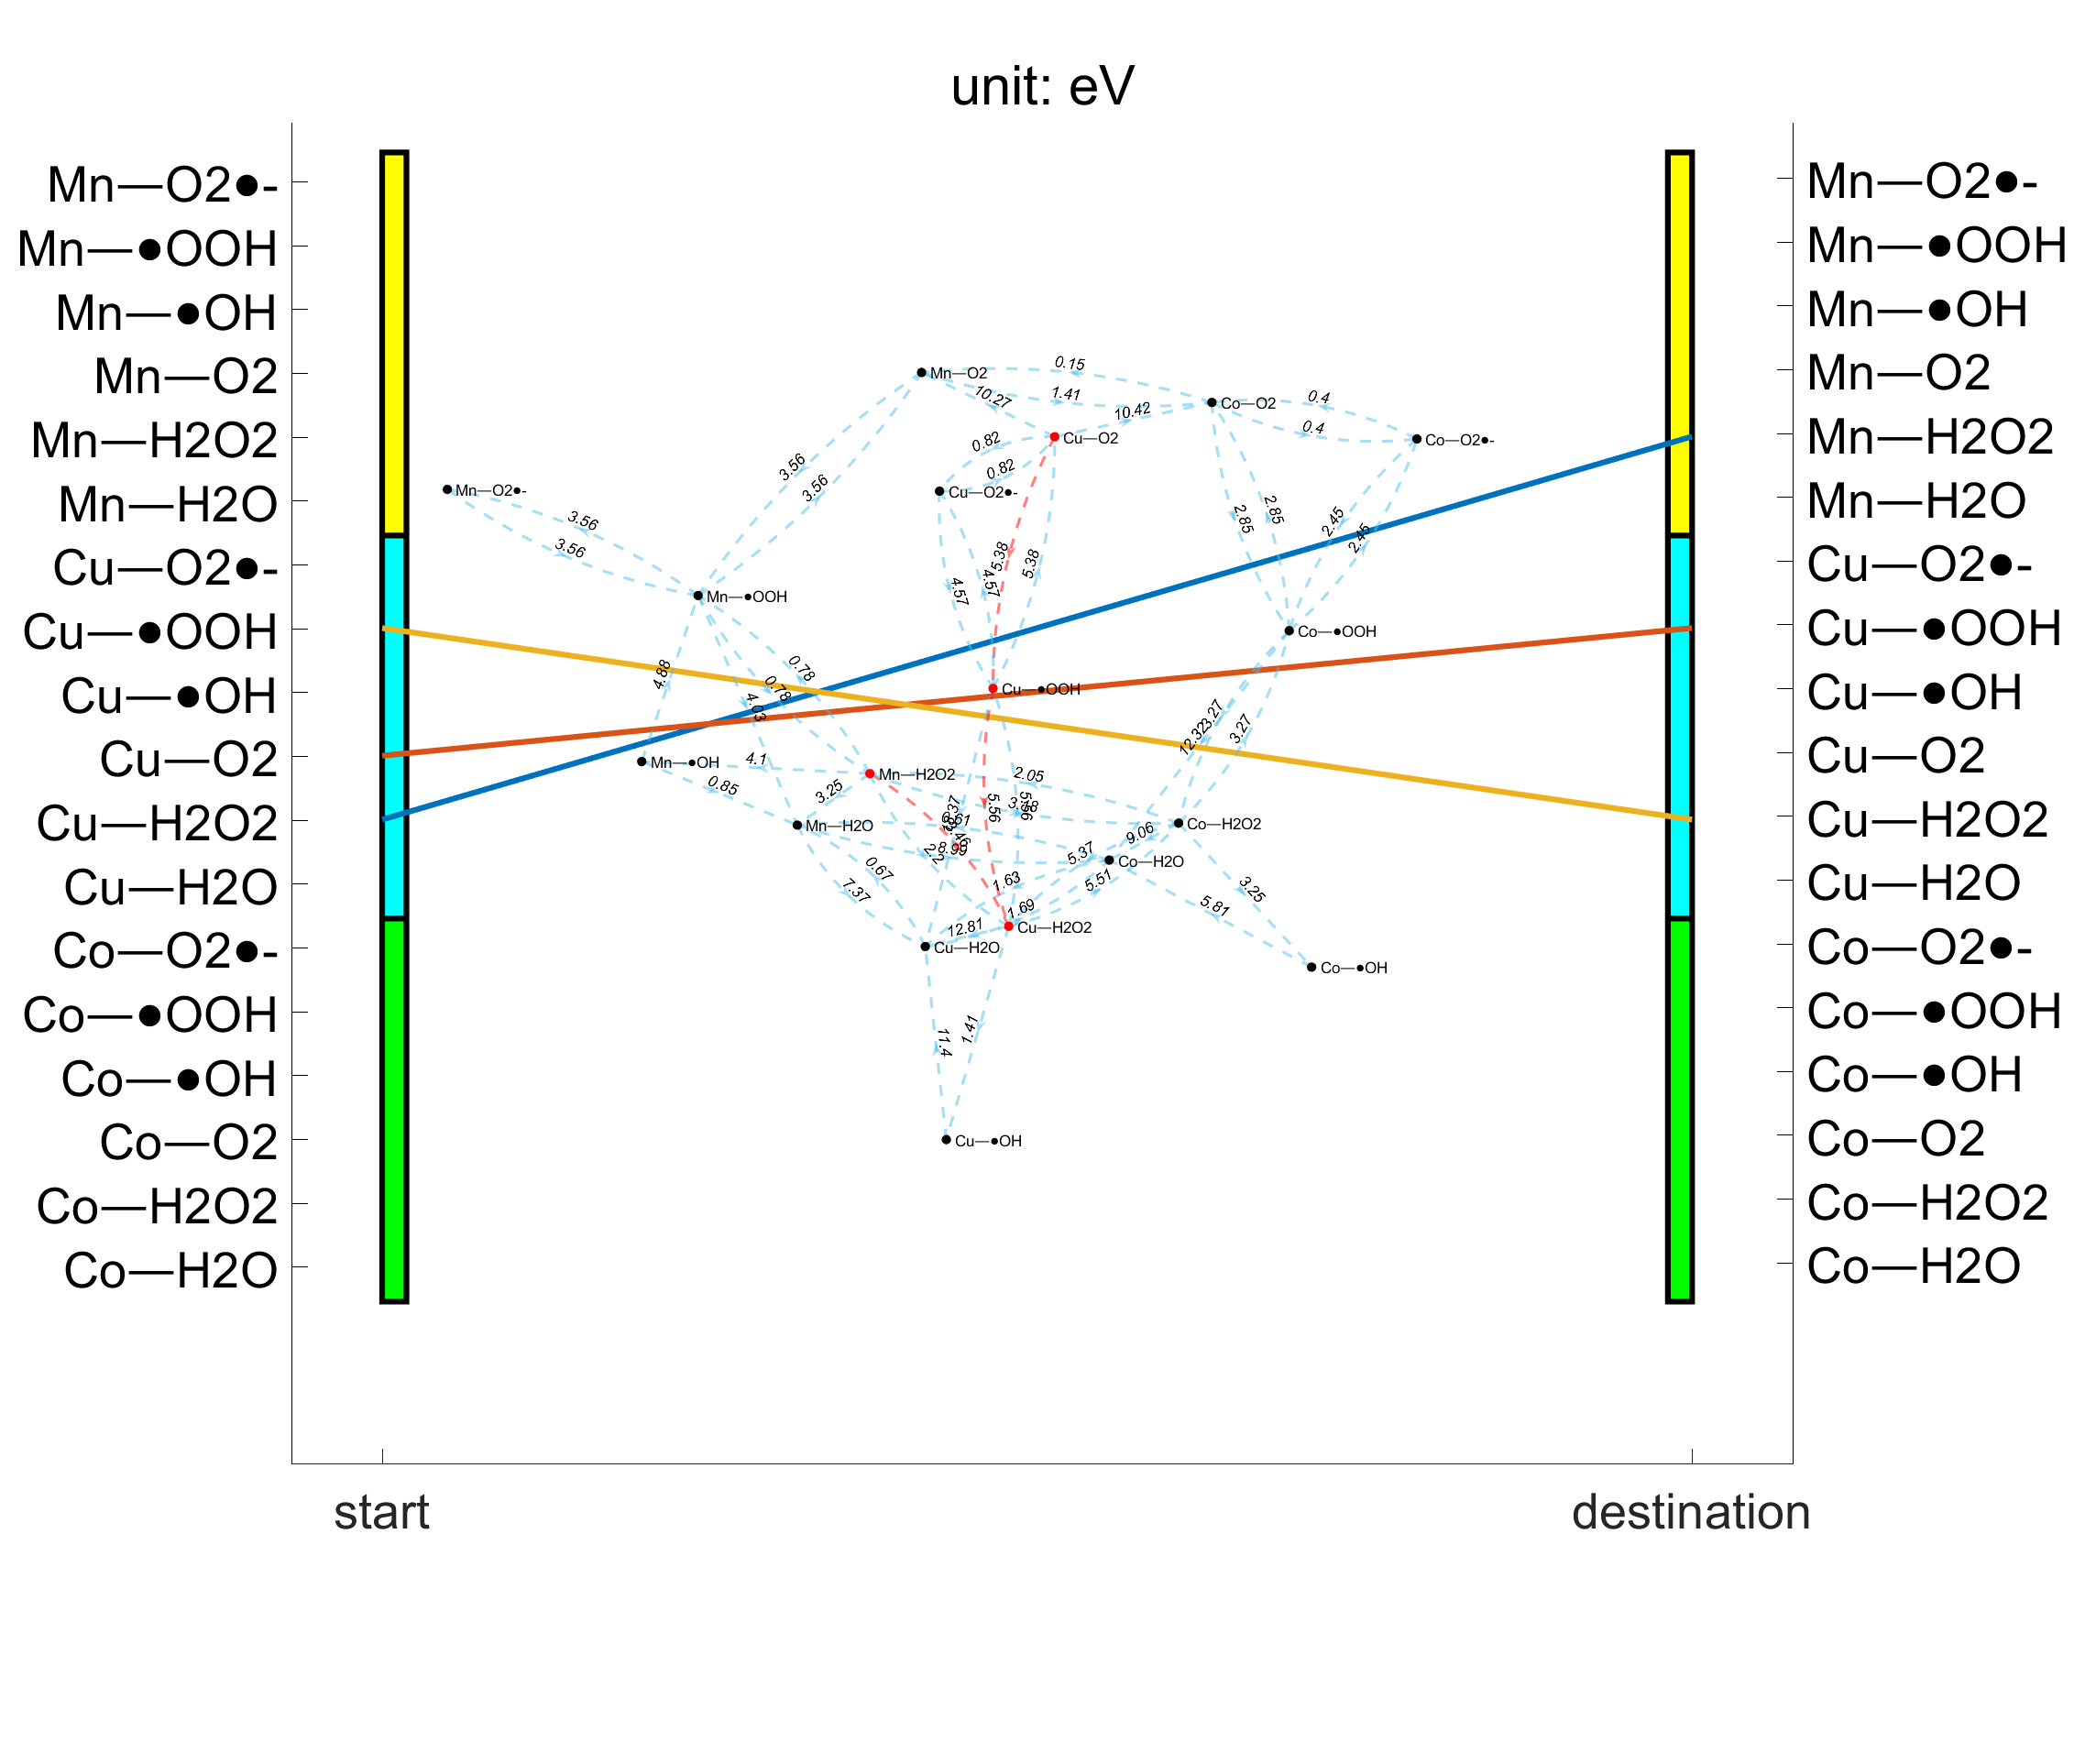 unit: eV
Mn—O2●-
Mn—●OOH
Mn—●OH
Mn—O2
Mn—H2O2
Mn—H2O
Cu—O2●-
Cu—●OOH
Cu—●OH
Cu—O2
Cu—H2O2
Cu—H2O
Co—O2●-
Co—●OOH
Co—●OH
Co—O2
Co—H2O2
Co—H2O
0.15
Mn—O2
10.27
1.41
10.42
Co—O2
0.4
0.4
Co—O2●-
Cu—O2
0.82
0.82
3.56
3.56
Mn—O2●-
Cu—O2●-
3.56
3.56
2.85
2.85
2.45
2.45
5.38
5.38
4.57
4.57
Mn—●OOH
Co—●OOH
4.88
0.78
0.78
4.03
Cu—●OOH
3.27
12.32
3.27
Mn—●OH
4.1
0.85
Mn—H2O2
3.25
2.05
5.56
5.56
Mn—H2O
Co—H2O2
9.06
8.99
2.2
5.37
Co—H2O
0.67
7.37
1.63
5.51
3.25
1.69
5.81
12.81
Cu—H2O2
Cu—H2O
Co—●OH
11.4
1.41
Cu—●OH
Mn—O2●-
Mn—●OOH
Mn—●OH
Mn—O2
Mn—H2O2
Mn—H2O
Cu—O2●-
Cu—●OOH
Cu—●OH
Cu—O2
Cu—H2O2
Cu—H2O
Co—O2●-
Co—●OOH
Co—●OH
Co—O2
Co—H2O2
Co—H2O
start
destination